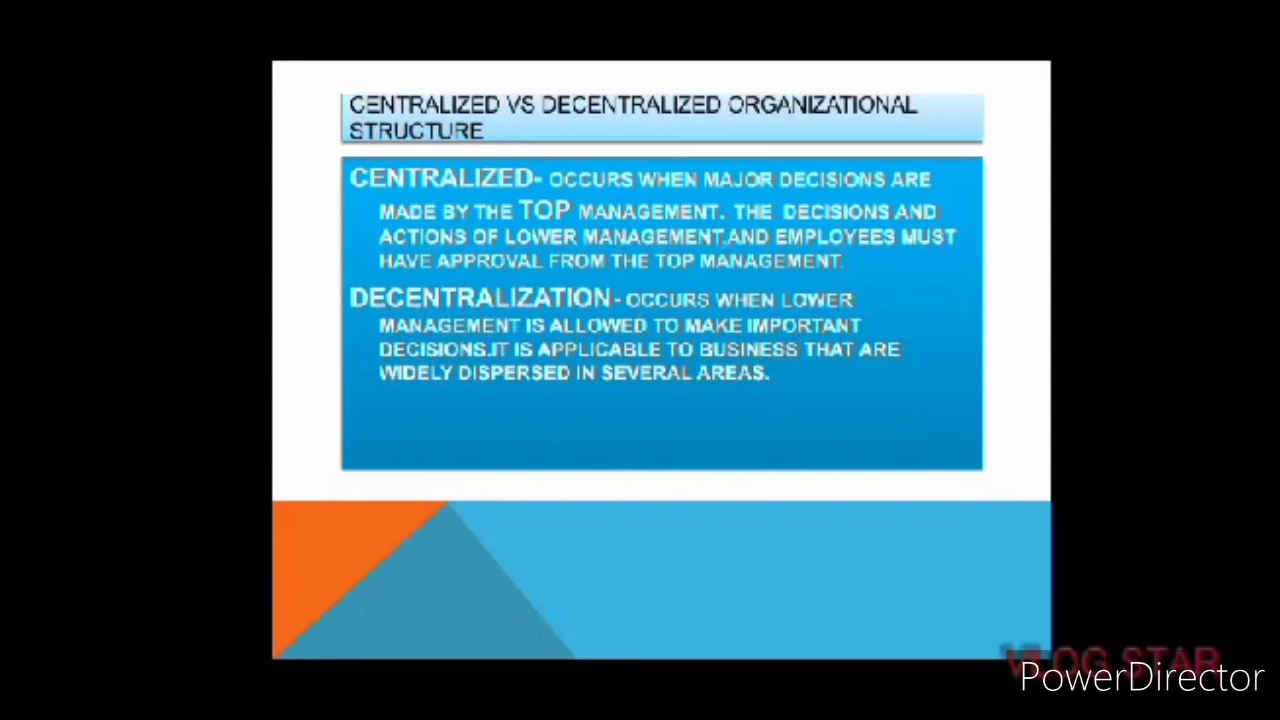 CENTRALIZED VS DECENTRALIZED ORGANIZATIONAL
STRUCTURE
CENTRALIZED- OCCURS WHEN MAJOR DECISIONS ARE
MADE BY THE TOP MANAGEMENT. THE DECISIONS AND
ACTIONS OF LOWER MANAGEMENT,AND EMPLOYEES MUST
HAVE APPROVAL FROM THE TOP MANAGEMENT.
DECENTRALIZATION- OCCURS WHEN LOWER
MANAGEMENT IS ALLOWED TO MAKE IMPORTANT
DECISIONS.IT IS APPLICABLE TO BUSINESS THAT ARE
WIDELY DISPERSED IN SEVERAL AREAS.
VLOG STAR
PowerDirector